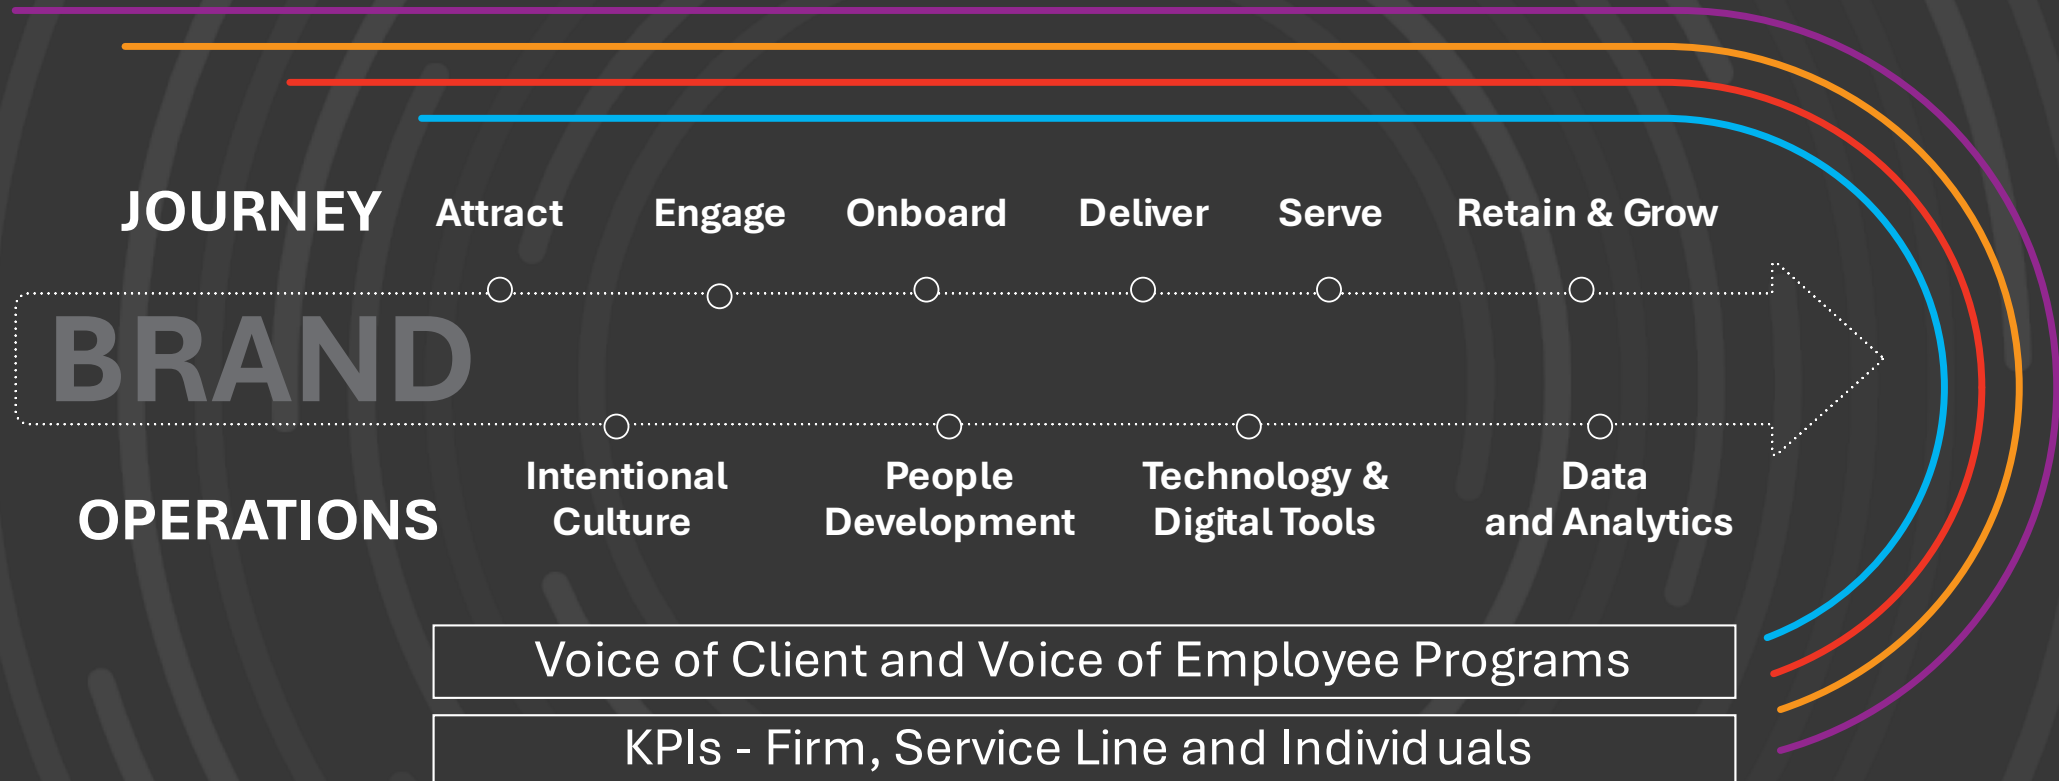 JOURNEY Attract Engage Onboard Deliver Serve Retain & Grow
BRAND
OPERATIONS
Intentional
Culture
People
Development
Technology &
Digital Tools
Data
and Analytics
Voice of Client and Voice of Employee Programs
KPIs - Firm, Service Line and Individuals